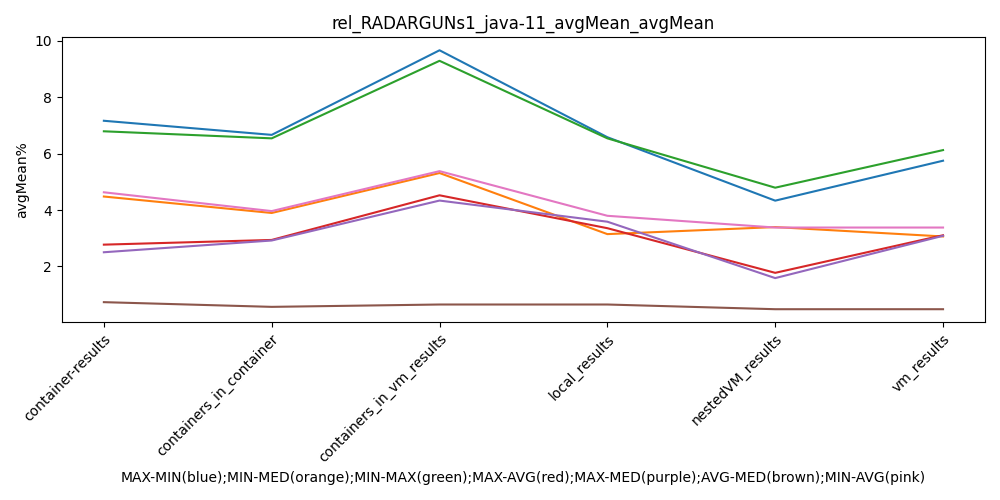 rel_RADARGUNs1_java-11_avgMean_avgMean
10
8
6
4
2
avgMean%
container-results
containers_in_container
containers_in_vm_results
local_results
nestedVM_results
vm_results
MAX-MIN(blue);MIN-MED(orange);MIN-MAX(green);MAX-AVG(red);MAX-MED(purple);AVG-MED(brown);MIN-AVG(pink)